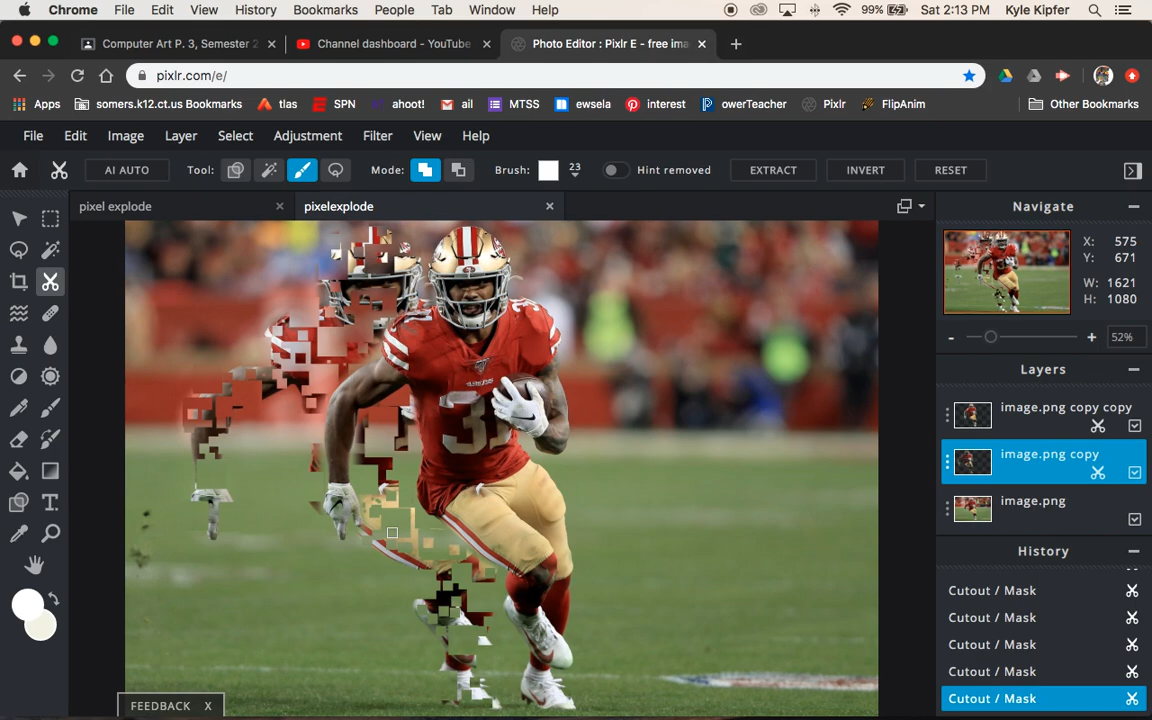 Chrome File Edit View History Bookmarks People Tab Window Help 99% Sat 2:13 PM Kyle Kipfer
Computer Art P. 3, Semester 2 Channel dashboard - YouTube Photo Editor : Pixlr E - free ima
pixlr.com/e/
Apps somers.k12.ct.us Bookmarks tlas SPN ahoot! ail MTSS ewsela interest owerTeacher Pixlr FlipAnim Other Bookmarks
File Edit Image Layer Select Adjustment Filter View Help
AI AUTO Tool: Mode: Brush: 23 Hint removed EXTRACT INVERT RESET
pixel explode pixelexplode Navigate
X: 575
Y: 671
W: 1621
H: 1080
- + 52%
Layers
image.png copy copy
image.png copy
image.png
History
Cutout / Mask
Cutout / Mask
Cutout / Mask
Cutout / Mask
Cutout / Mask
FEEDBACK X